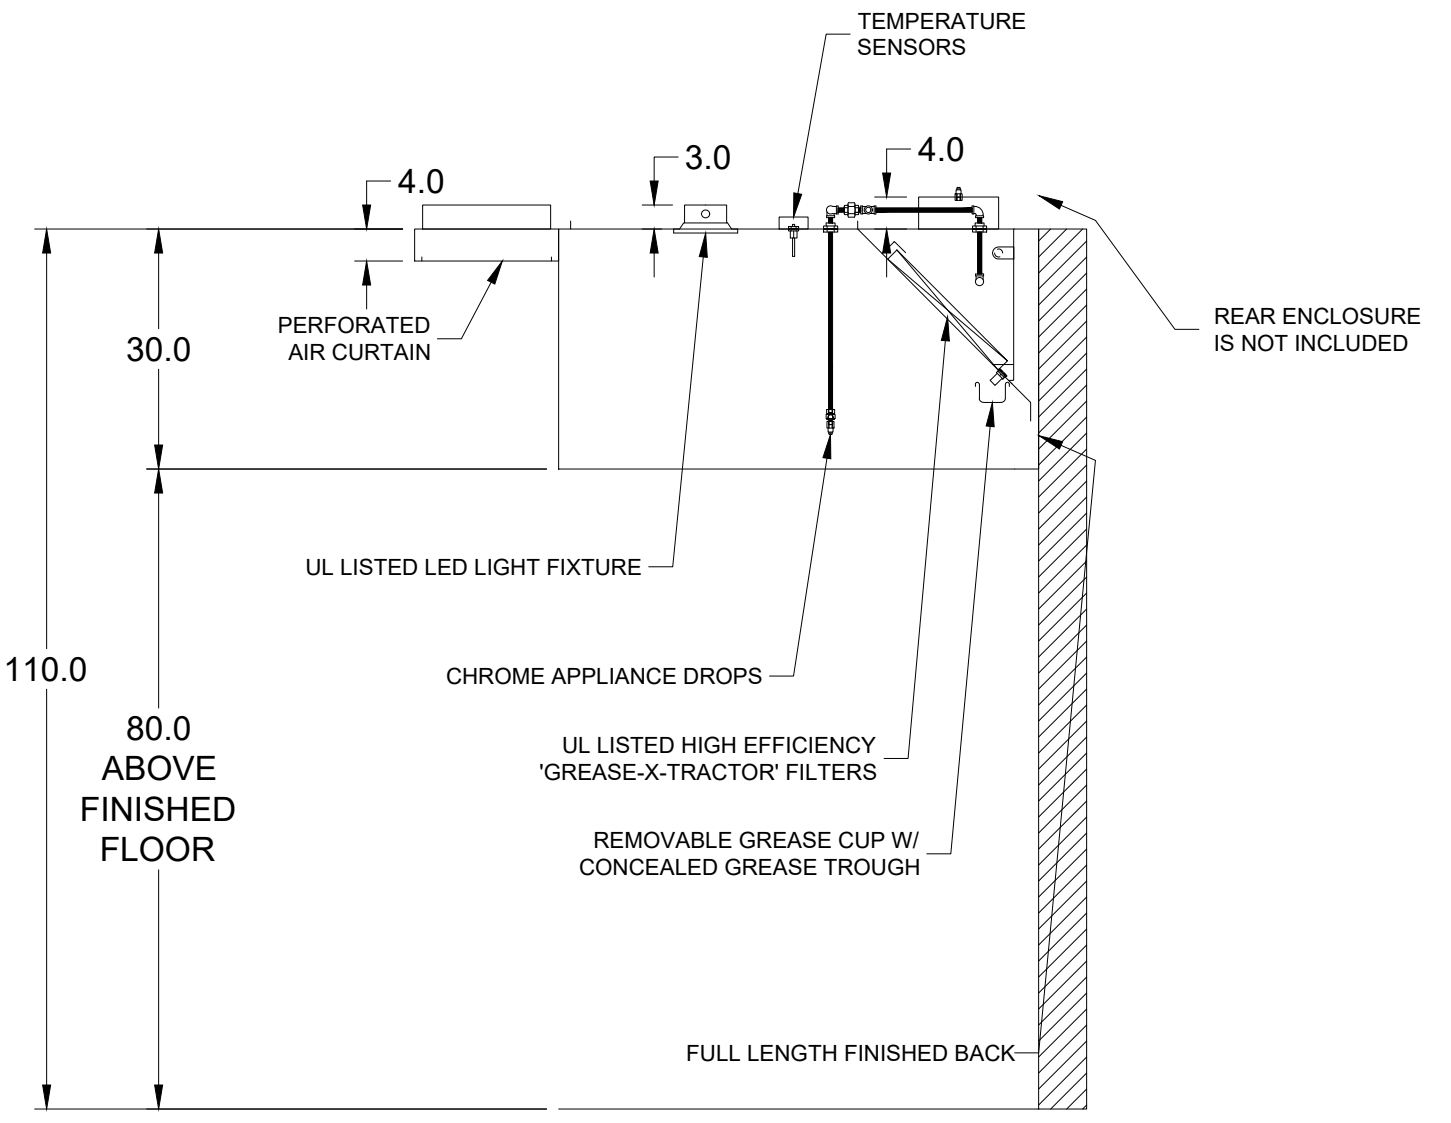 TEMPERATURE
SENSORS
3.0
4.0
4.0
PERFORATED
AIR CURTAIN
30.0
REAR ENCLOSURE
IS NOT INCLUDED
UL LISTED LED LIGHT FIXTURE
110.0
CHROME APPLIANCE DROPS
80.0
ABOVE
FINISHED
FLOOR
UL LISTED HIGH EFFICIENCY
'GREASE-X-TRACTOR' FILTERS
REMOVABLE GREASE CUP W/
CONCEALED GREASE TROUGH
FULL LENGTH FINISHED BACK